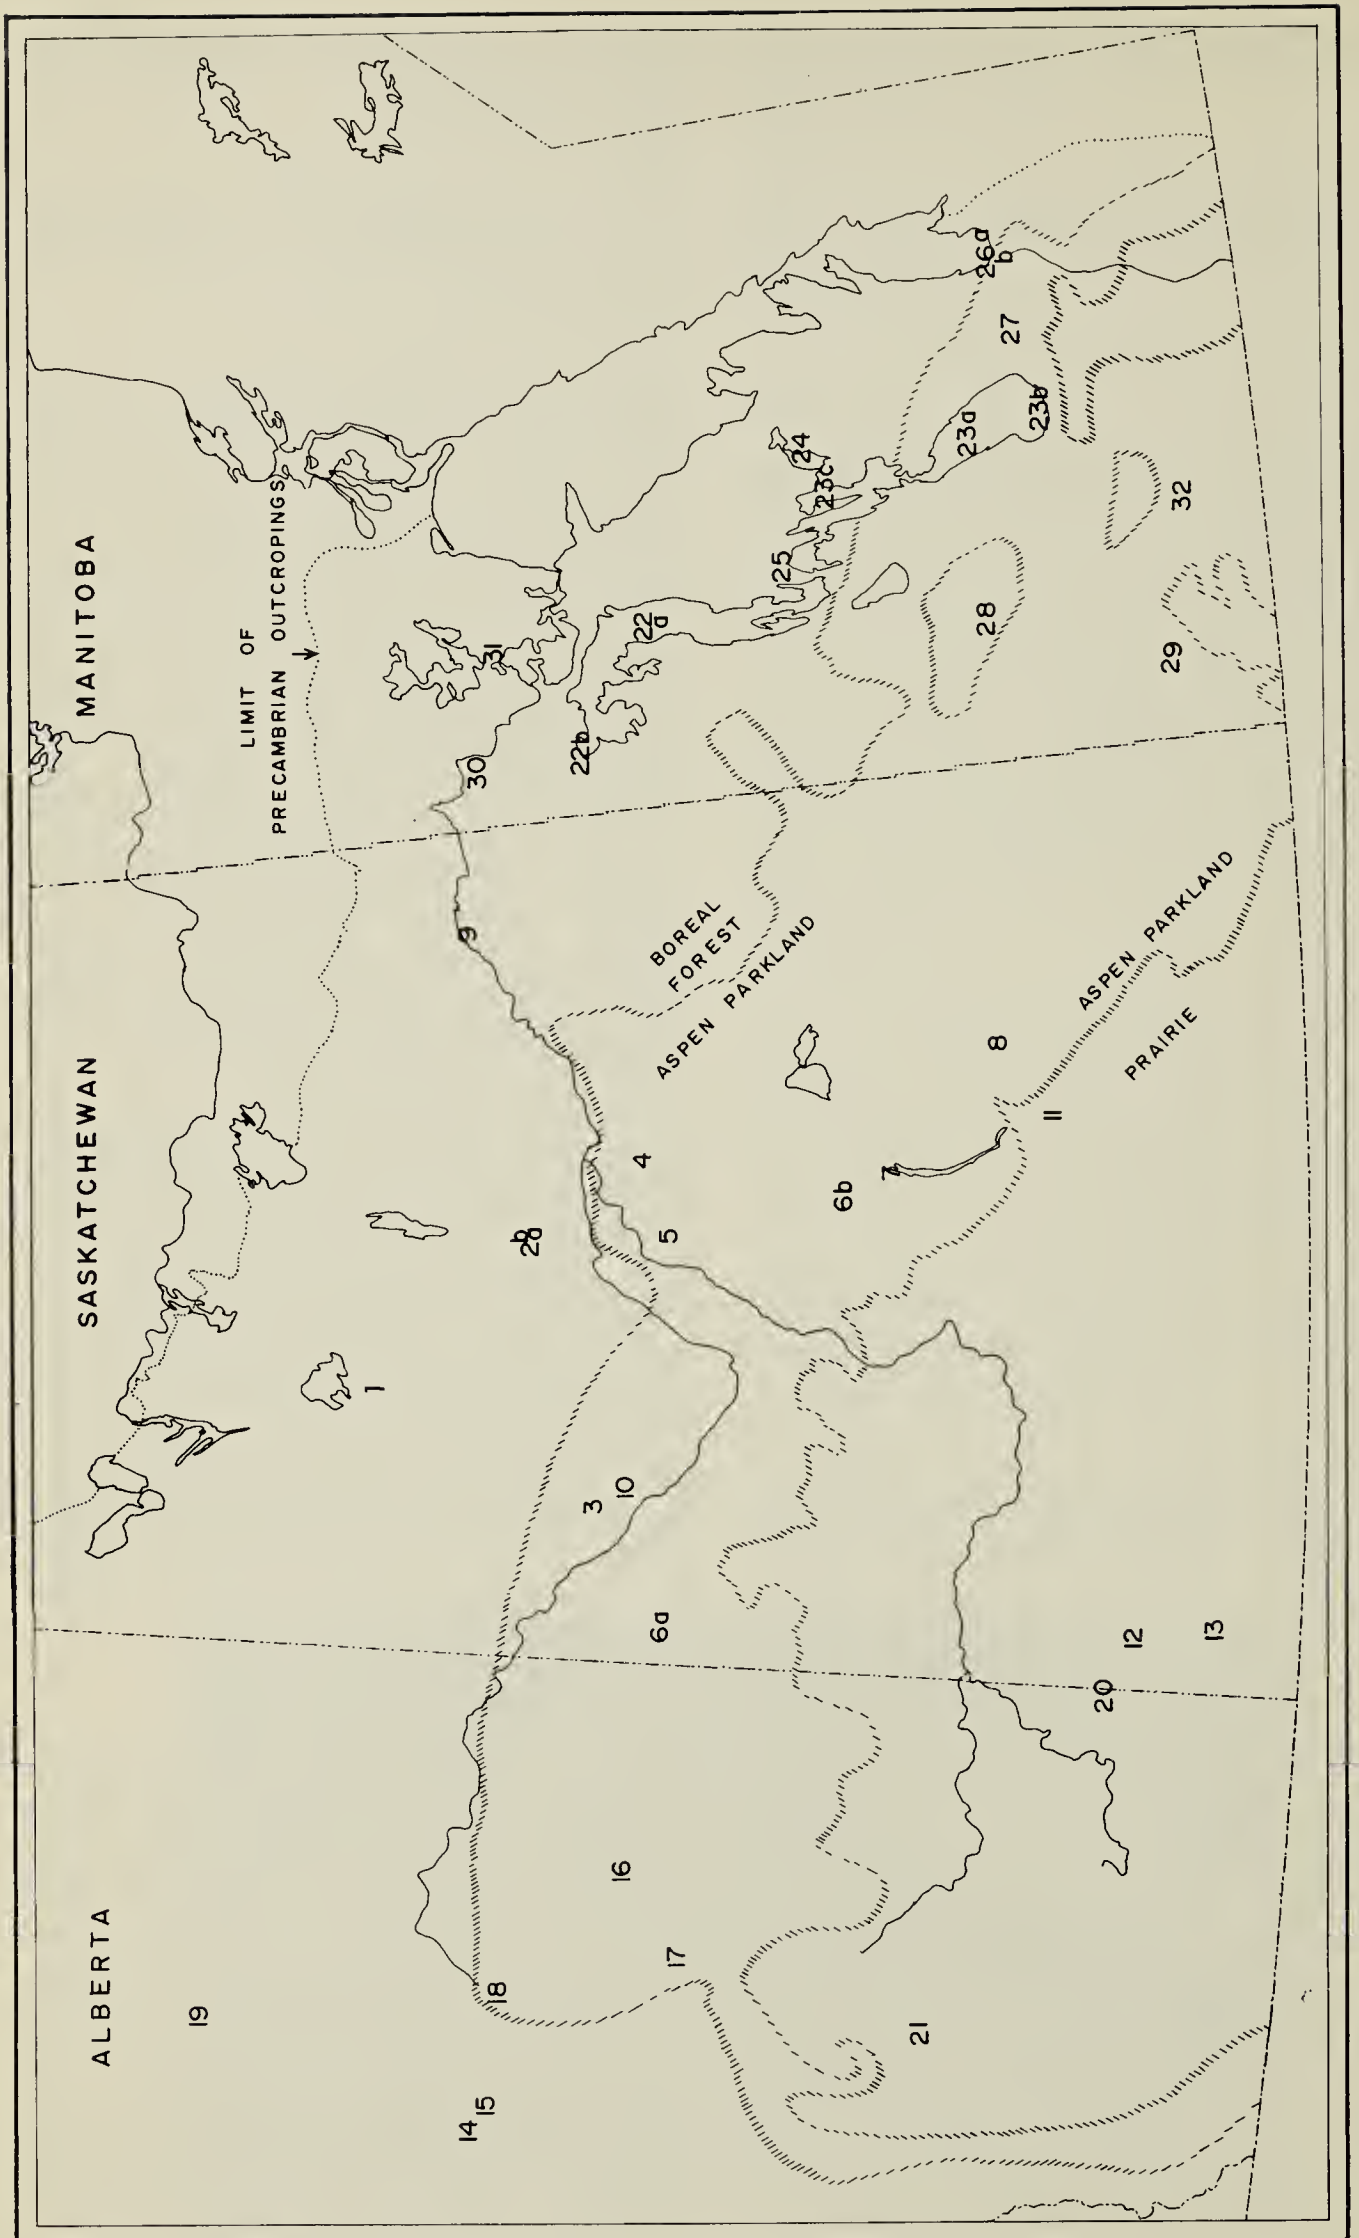 ALBERTA
SASKATCHEWAN
MANITOBA
LIMIT OF
PRECAMBRIAN OUTCROPINGS
19
14
15
18
17
16
21
20
12
13
6a
3
10
1
2b
a
5
4
6b
7
8
11
9
BOREAL
FOREST
ASPEN PARKLAND
ASPEN PARKLAND
PRAIRIE
30
31
22b
22
a
25
23c
24
23a
23b
26a
b
27
28
29
32